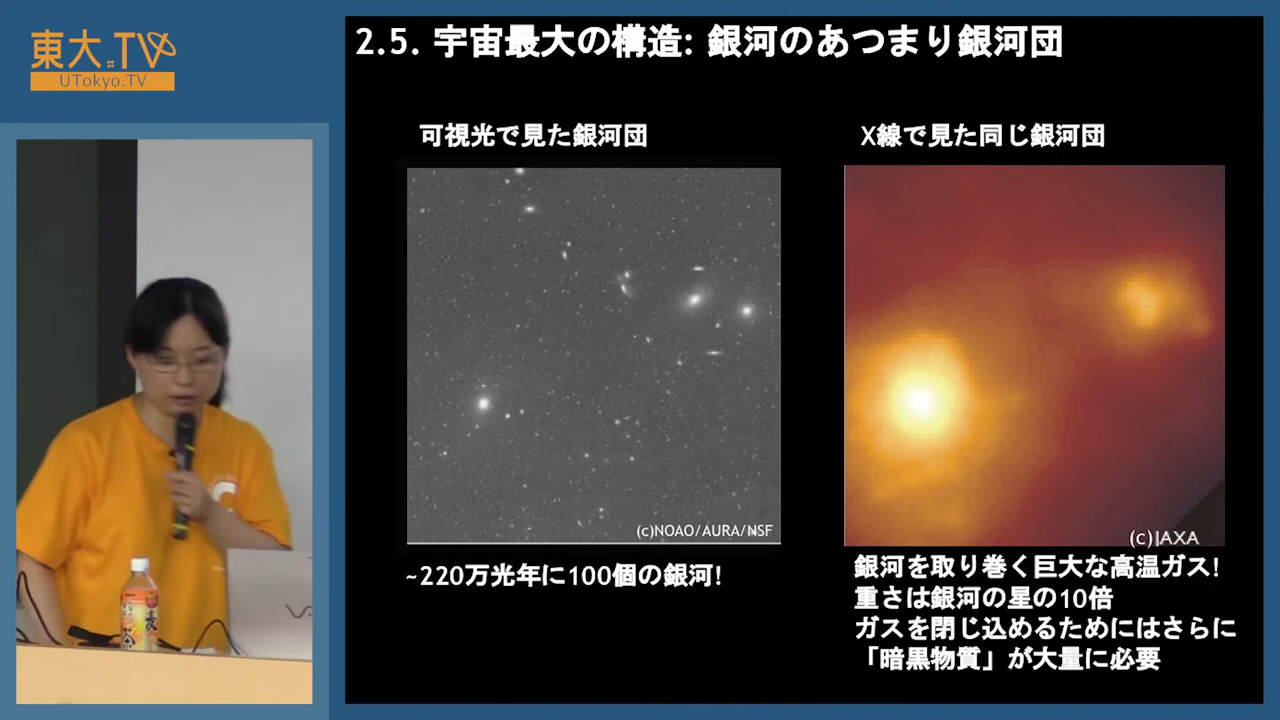 東大.TV
UTokyo.TV
2.5. 宇宙最大の構造: 銀河のあつまり銀河団
可視光で見た銀河団
X線で見た同じ銀河団
(c)NOAO/AURA/NSF
(c)JAXA
~220万光年に100個の銀河!
銀河を取り巻く巨大な高温ガス!
重さは銀河の星の10倍
ガスを閉じ込めるためにはさらに
「暗黒物質」が大量に必要